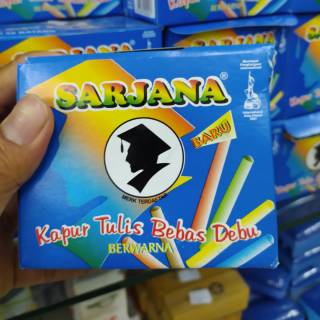 SARJANA®
BARU
MERK TERDAFTAR
Kapur Tulis Bebas Debu
BERWARNA